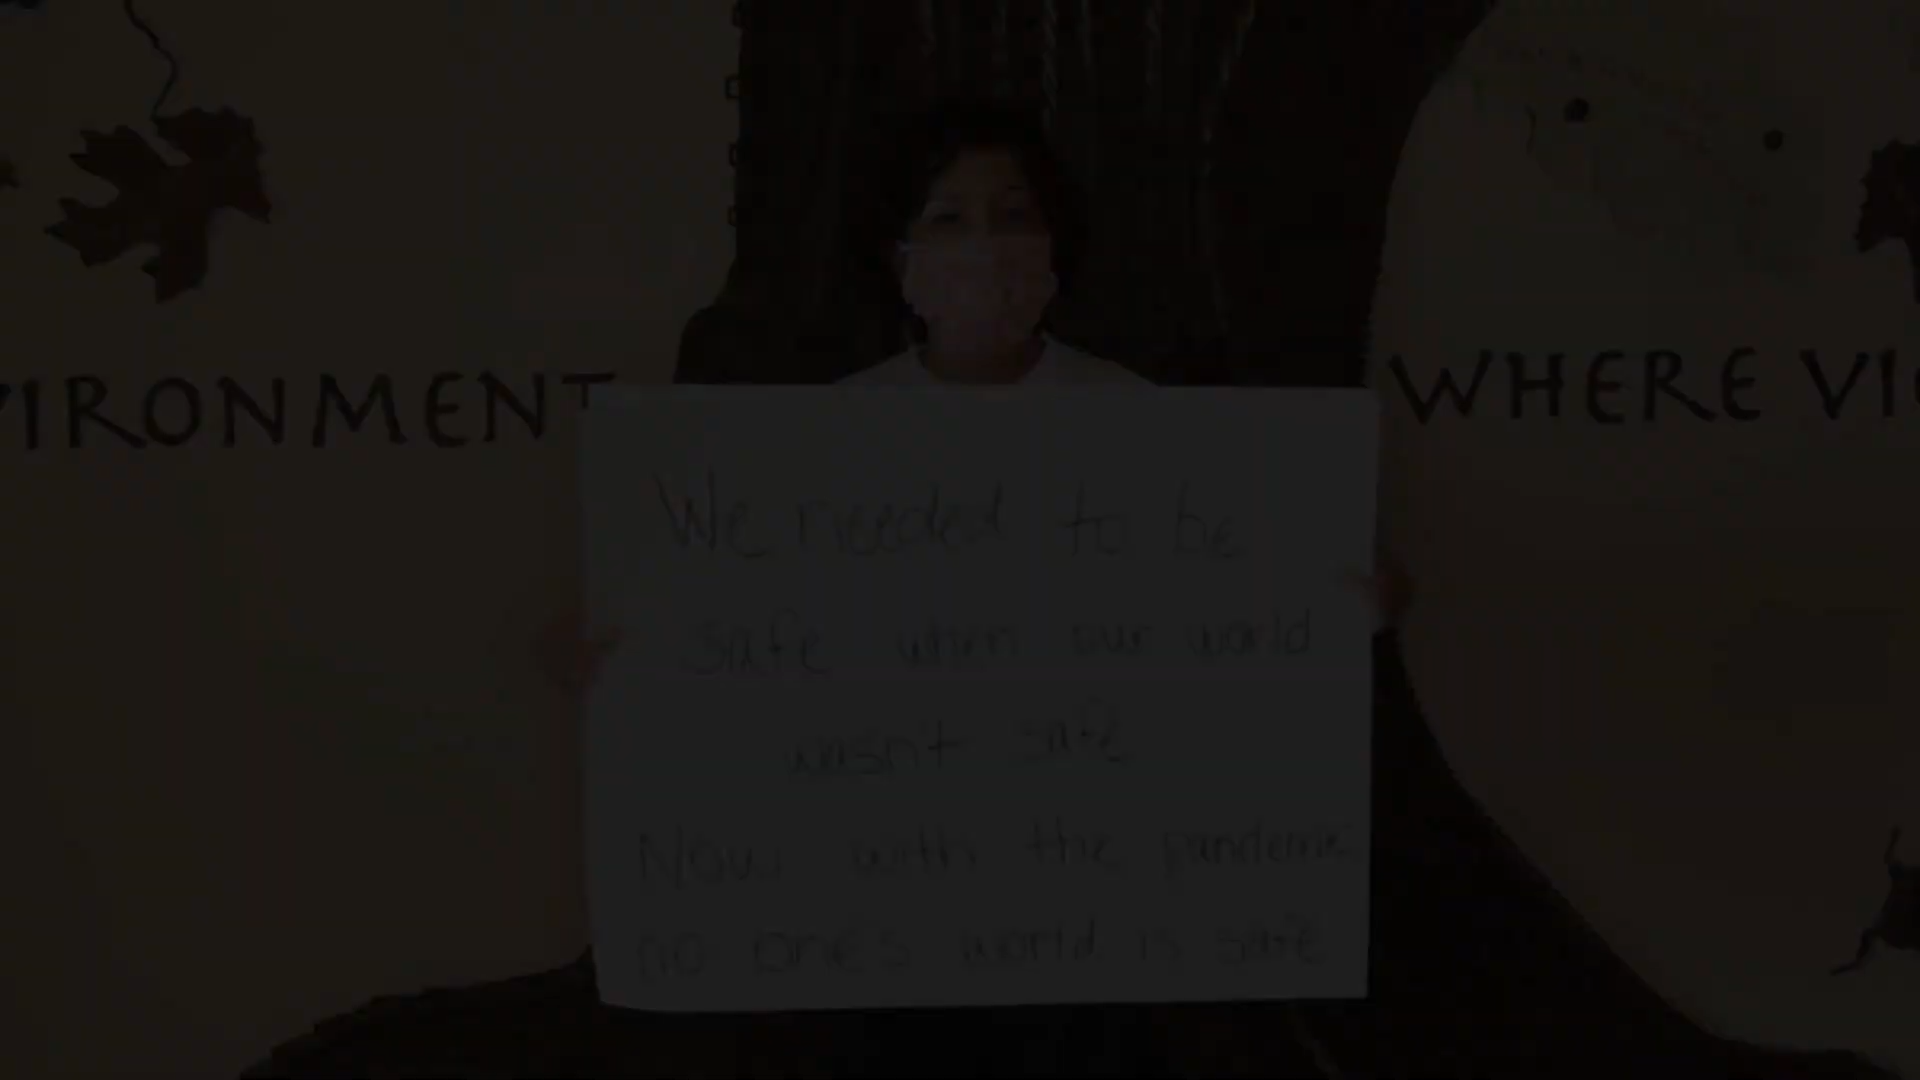 VIRONMENT
WHERE VI
We needed to be
safe when our world
wasn't safe
Now with the pandemic
no one's world is safe